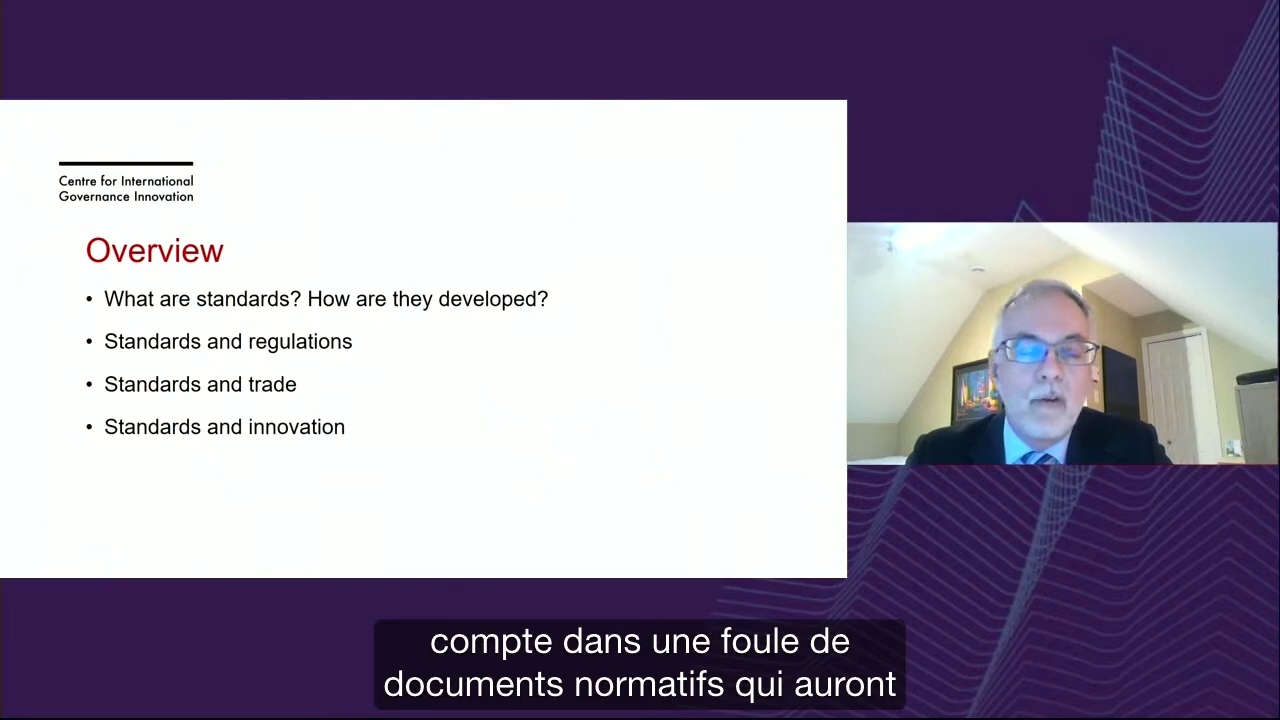 Centre for International
Governance Innovation
Overview
• What are standards? How are they developed?
• Standards and regulations
• Standards and trade
• Standards and innovation
compte dans une foule de
documents normatifs qui auront